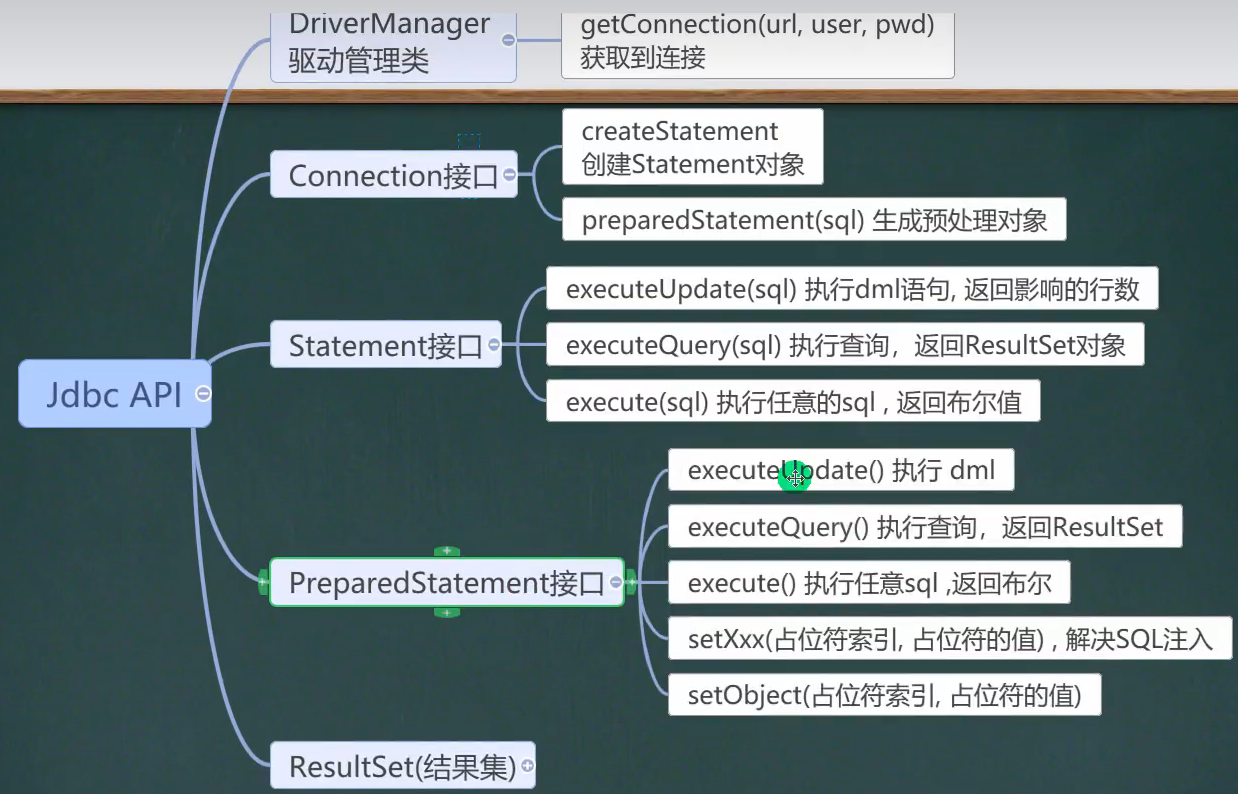 DriverManager
驱动管理类
getConnection(url, user, pwd)
获取到连接
Connection接口
createStatement
创建Statement对象
preparedStatement(sql) 生成预处理对象
Statement接口
executeUpdate(sql) 执行dml语句, 返回影响的行数
executeQuery(sql) 执行查询，返回ResultSet对象
execute(sql) 执行任意的sql , 返回布尔值
Jdbc API
PreparedStatement接口
executeUpdate() 执行 dml
executeQuery() 执行查询，返回ResultSet
execute() 执行任意sql ,返回布尔
setXxx(占位符索引, 占位符的值) , 解决SQL注入
setObject(占位符索引, 占位符的值)
ResultSet(结果集)